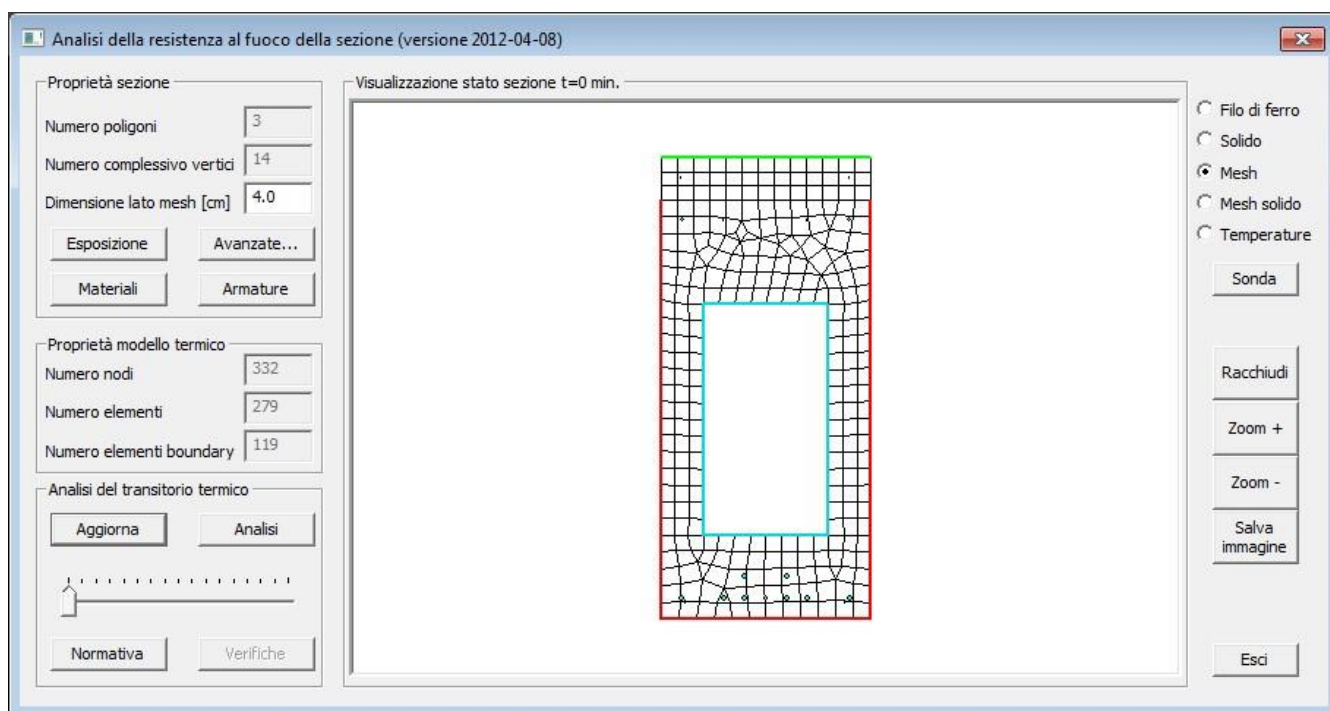 Analisi della resistenza al fuoco della sezione (versione 2012-04-08)
Proprietà sezione
Numero poligoni 3
Numero complessivo vertici 14
Dimensione lato mesh [cm] 4.0
Esposizione Avanzate...
Materiali Armature
Proprietà modello termico
Numero nodi 332
Numero elementi 279
Numero elementi boundary 119
Analisi del transitorio termico
Aggiorna Analisi
Normativa Verifiche
Visualizzazione stato sezione t=0 min.
Filo di ferro
Solido
Mesh
Mesh solido
Temperature
Sonda
Racchiudi
Zoom +
Zoom -
Salva
immagine
Esci